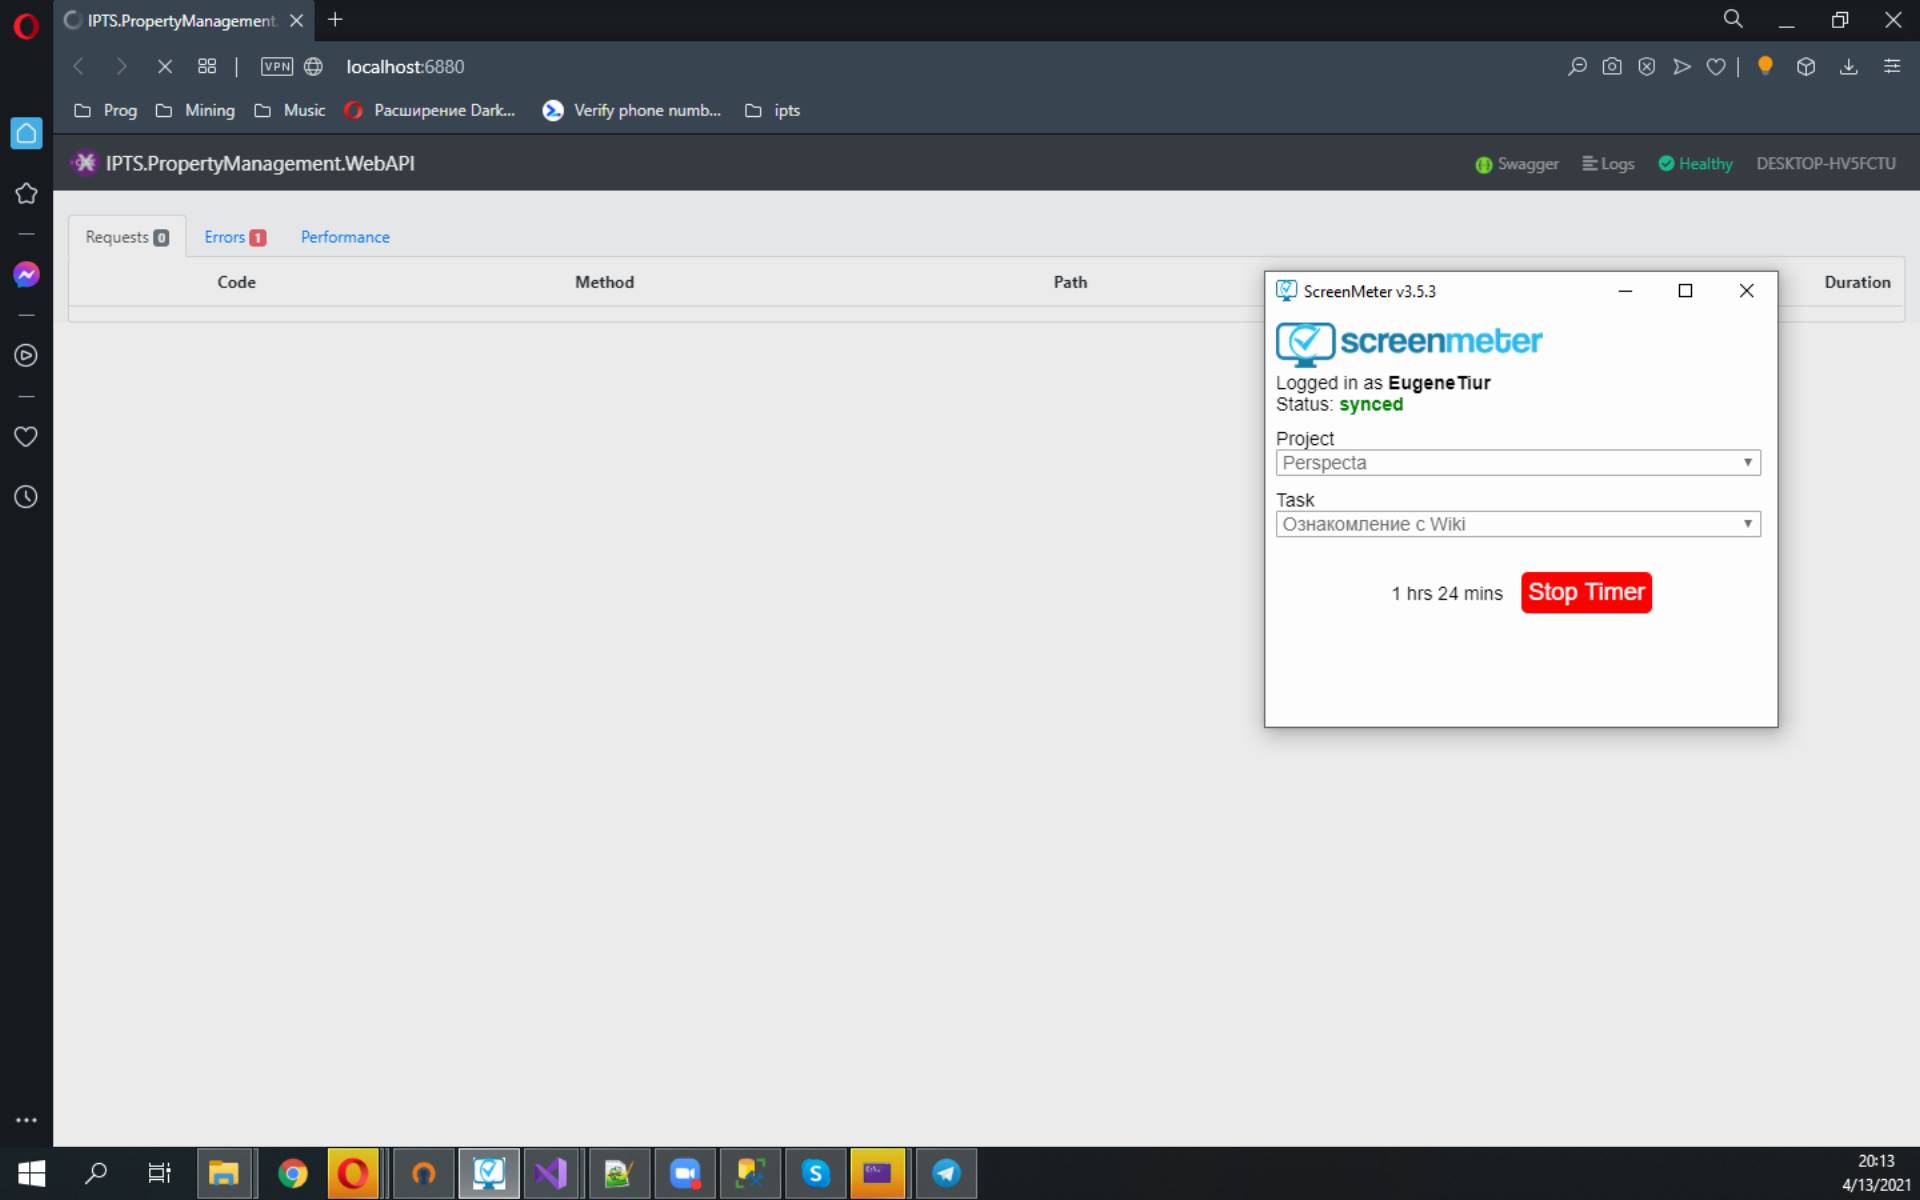 IPTS.PropertyManagement.
VPN
localhost:6880
Prog
Mining
Music
Расширение Dark...
Verify phone numb...
ipts
IPTS.PropertyManagement.WebAPI
Swagger
Logs
Healthy
DESKTOP-HV5FCTU
Requests 0
Errors 1
Performance
Code
Method
Path
Duration
ScreenMeter v3.5.3
screenmeter
Logged in as EugeneTiur
Status: synced
Project
Perspecta
Task
Ознакомление с Wiki
1 hrs 24 mins
Stop Timer
20:13
4/13/2021